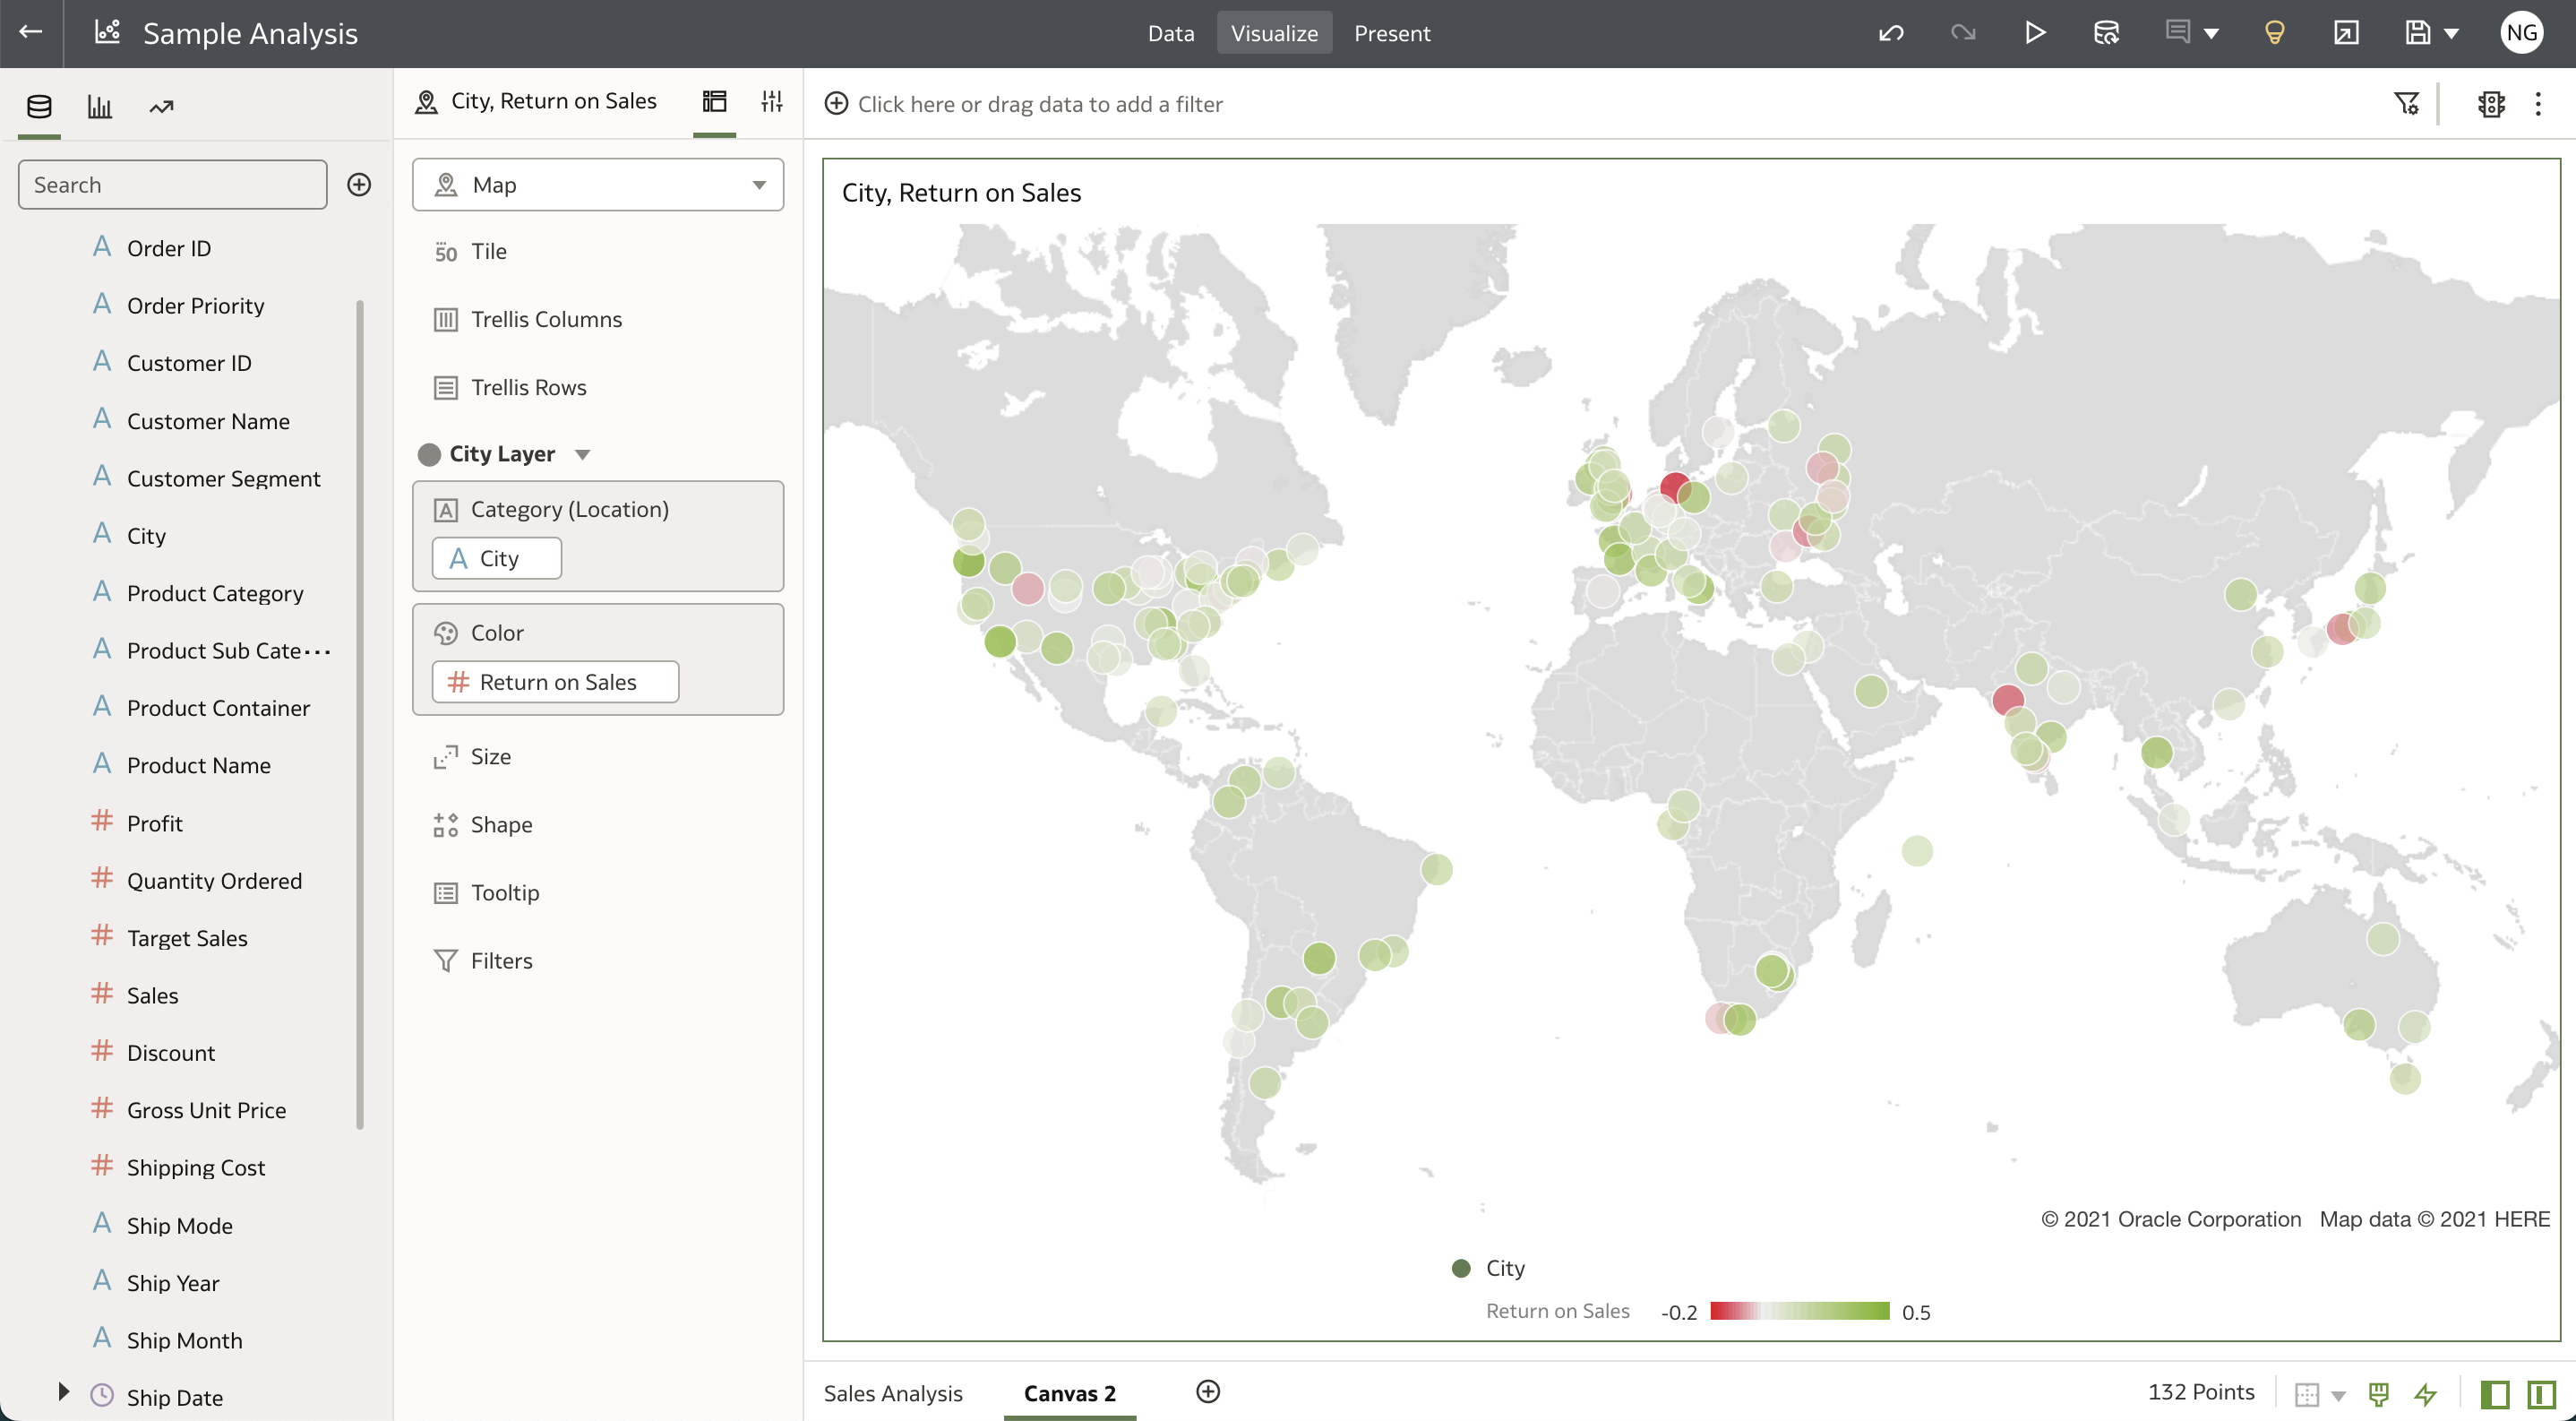 Sample Analysis
Data
Visualize
Present
NG
Search
Order ID
Order Priority
Customer ID
Customer Name
Customer Segment
City
Product Category
Product Sub Cate...
Product Container
Product Name
Profit
Quantity Ordered
Target Sales
Sales
Discount
Gross Unit Price
Shipping Cost
Ship Mode
Ship Year
Ship Month
Ship Date
City, Return on Sales
Map
50 Tile
Trellis Columns
Trellis Rows
City Layer
A Category (Location)
A City
Color
# Return on Sales
Size
Shape
Tooltip
Filters
Click here or drag data to add a filter
City, Return on Sales
© 2021 Oracle Corporation Map data © 2021 HERE
City
Return on Sales -0.2 0.5
Sales Analysis
Canvas 2
132 Points